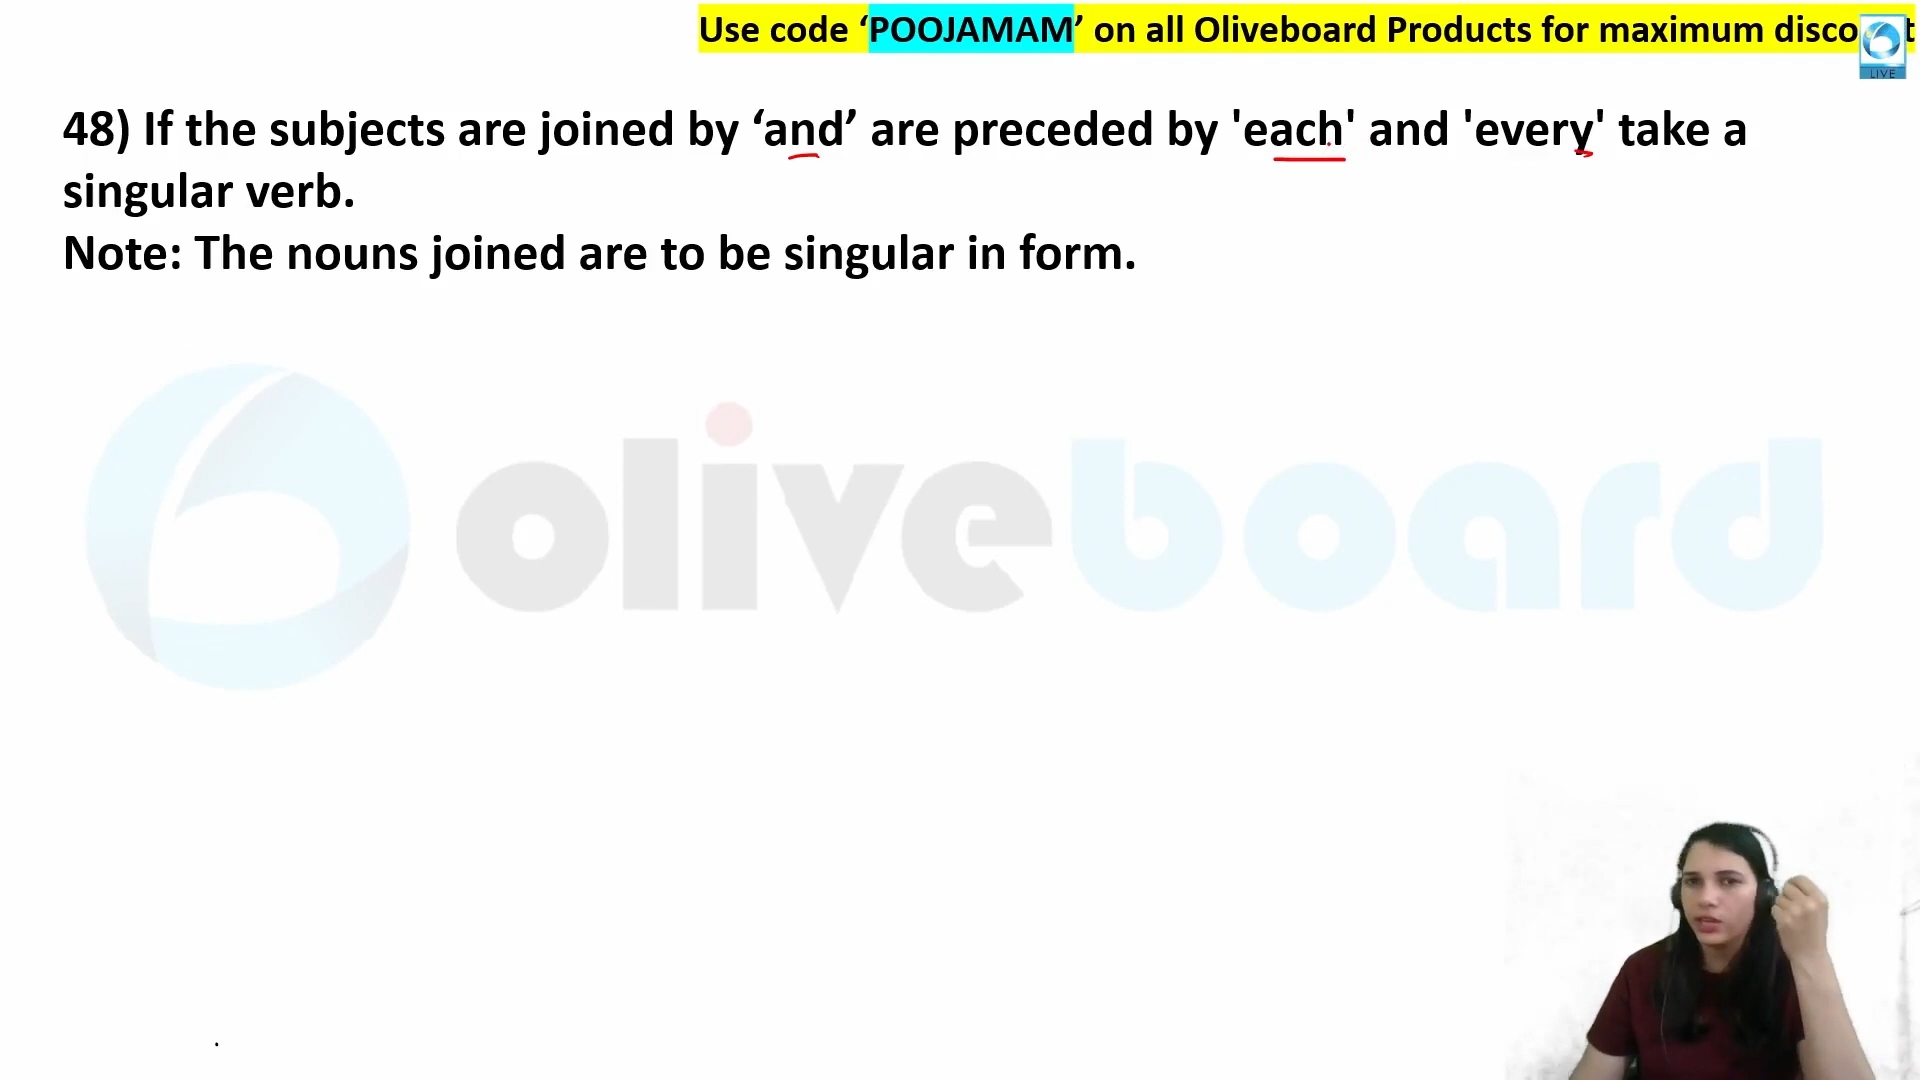 Use code ‘POOJAMAM’ on all Oliveboard Products for maximum disco t
LIVE
48) If the subjects are joined by ‘and’ are preceded by 'each' and 'every' take a
singular verb.
Note: The nouns joined are to be singular in form.
oliveboard